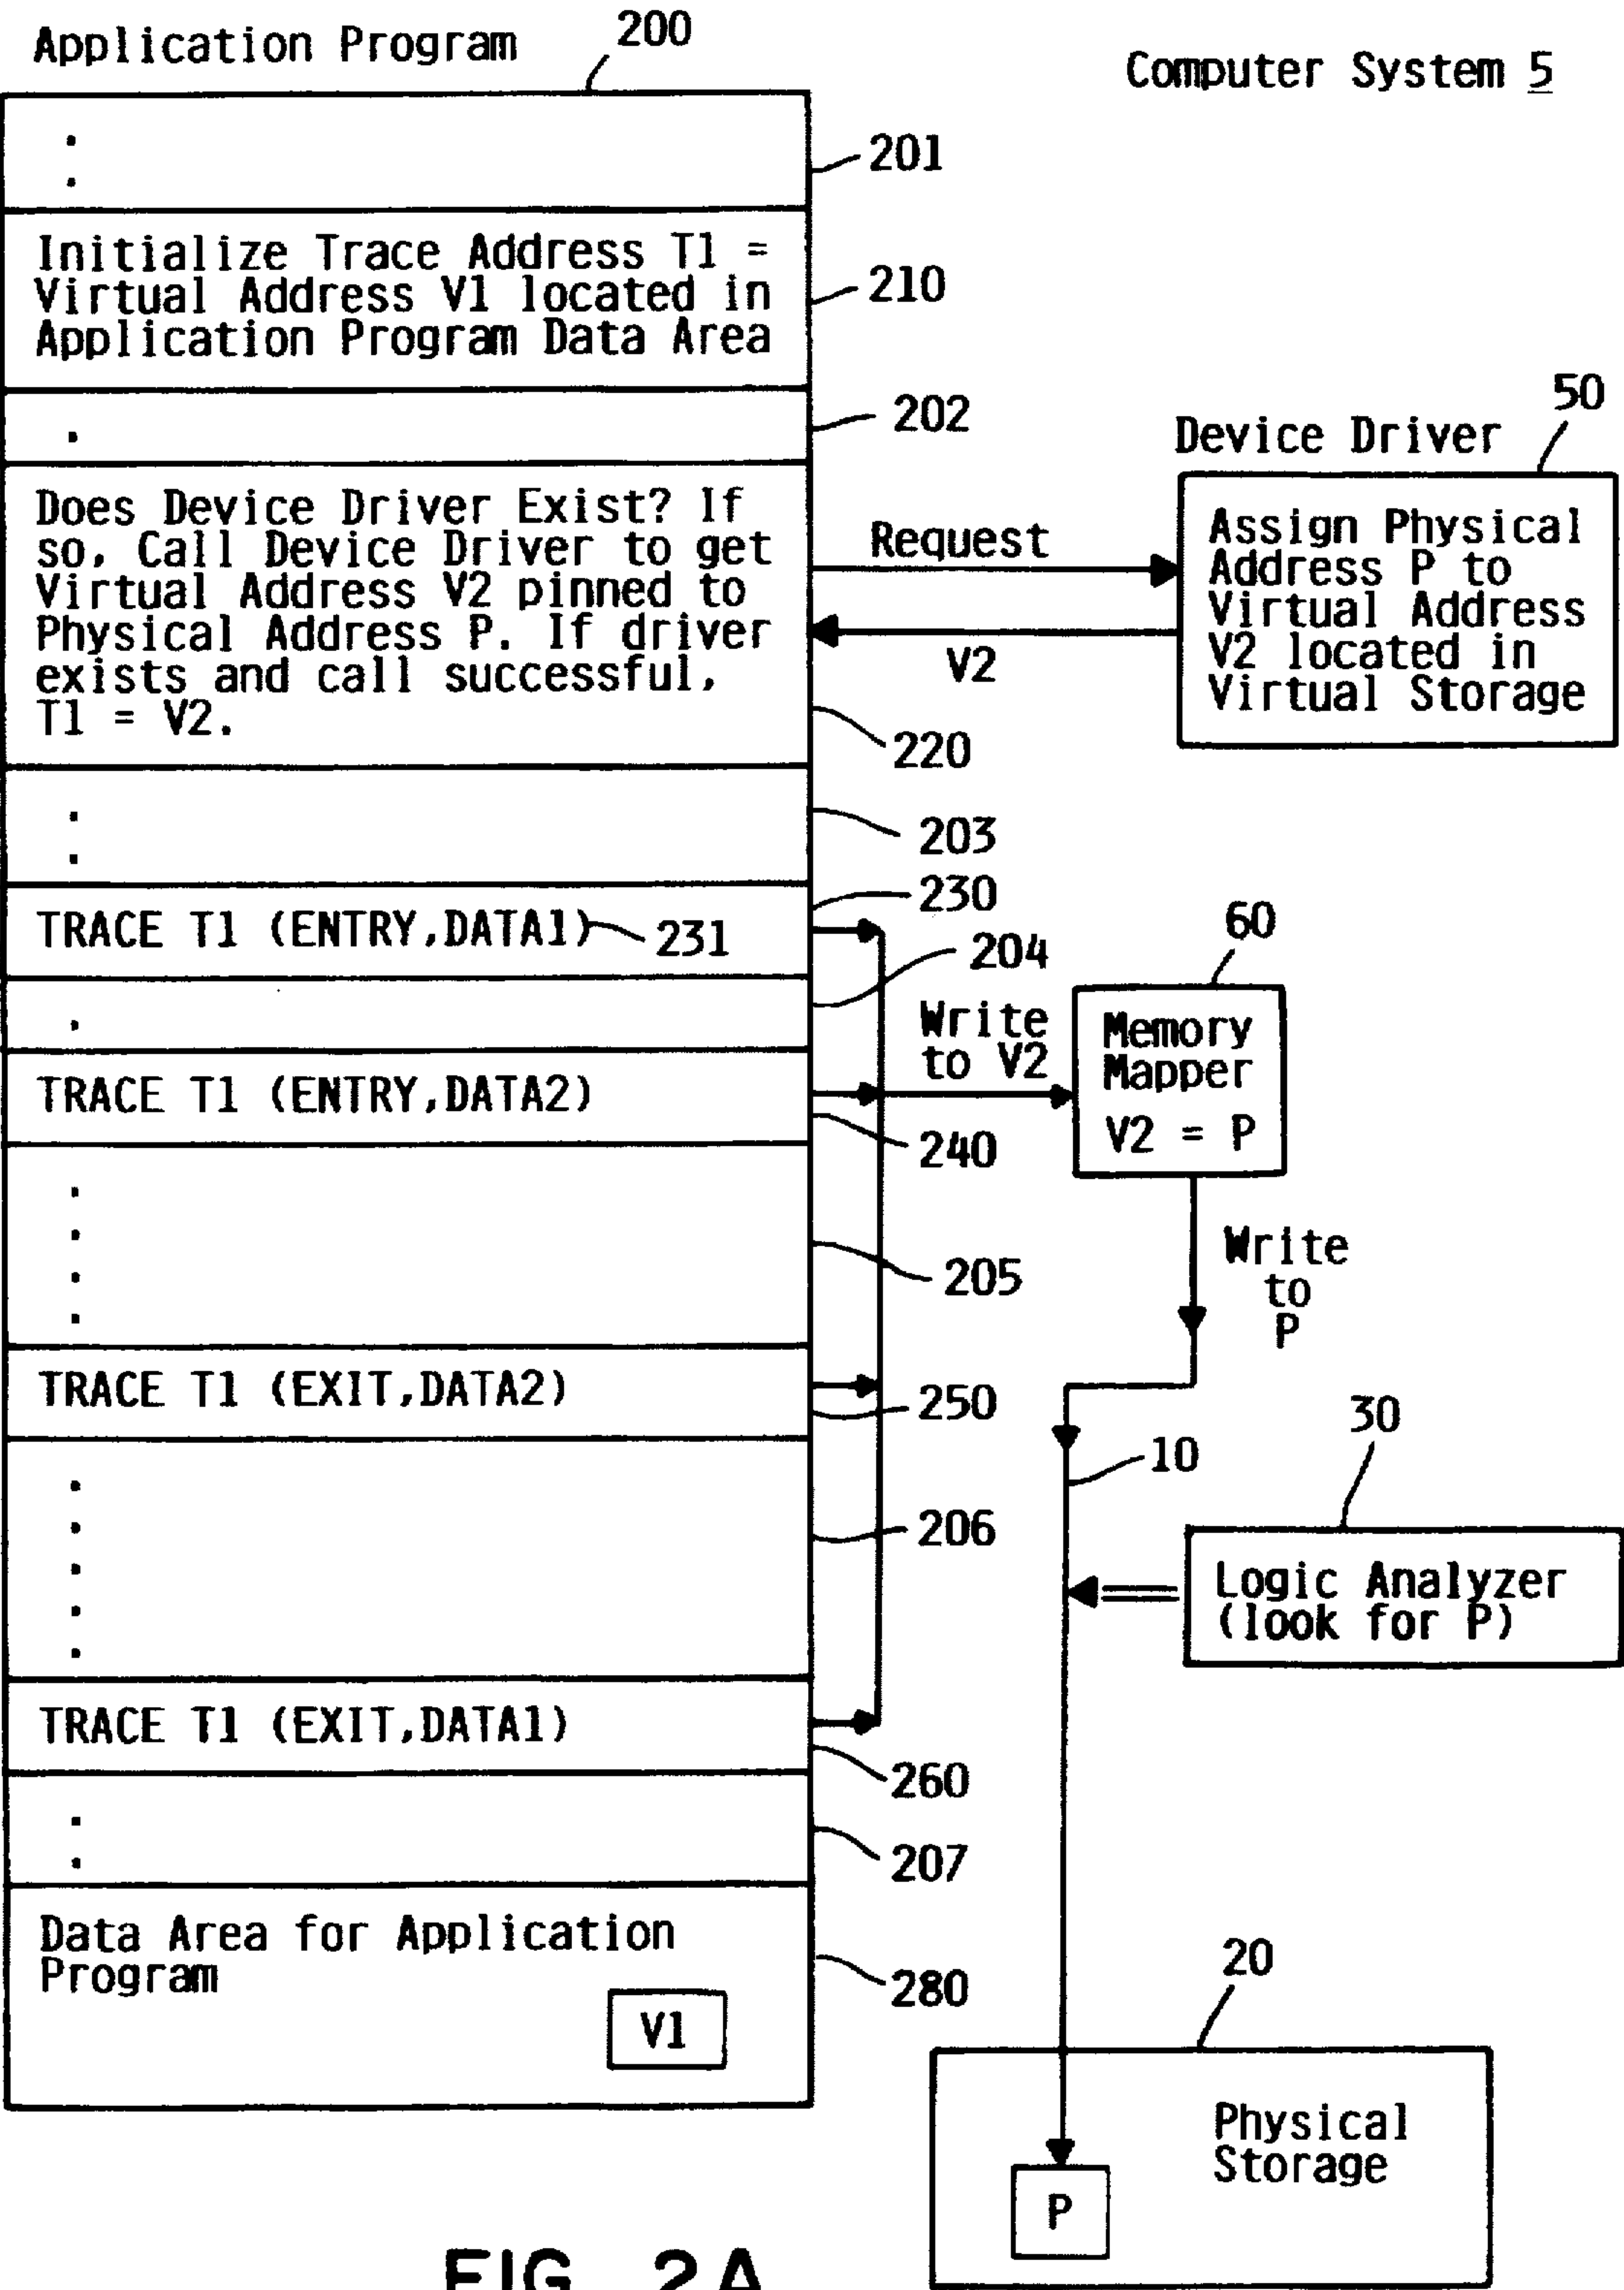 Application Program
200
Computer System 5
201
Initialize Trace Address T1 =
Virtual Address V1 located in
Application Program Data Area
210
202
Does Device Driver Exist? If
so, Call Device Driver to get
Virtual Address V2 pinned to
Physical Address P. If driver
exists and call successful,
T1 = V2.
220
Request
V2
Device Driver
50
Assign Physical
Address P to
Virtual Address
V2 located in
Virtual Storage
203
230
TRACE T1 (ENTRY,DATA1)
231
204
Write
to V2
60
Memory
Mapper
V2 = P
TRACE T1 (ENTRY,DATA2)
240
205
Write
to
P
TRACE T1 (EXIT,DATA2)
250
10
30
Logic Analyzer
(look for P)
206
TRACE T1 (EXIT,DATA1)
260
207
Data Area for Application
Program
V1
280
20
Physical
Storage
P
FIG. 2A